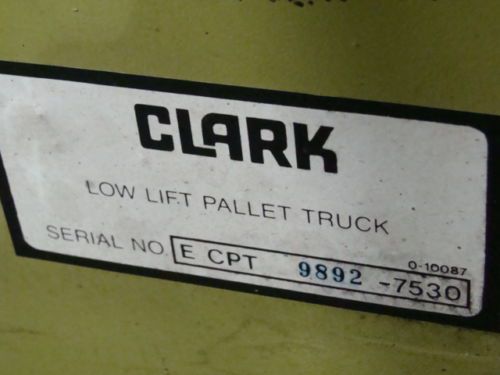 CLARK
LOW LIFT PALLET TRUCK
0-10087
SERIAL NO. E CPT 9892 -7530